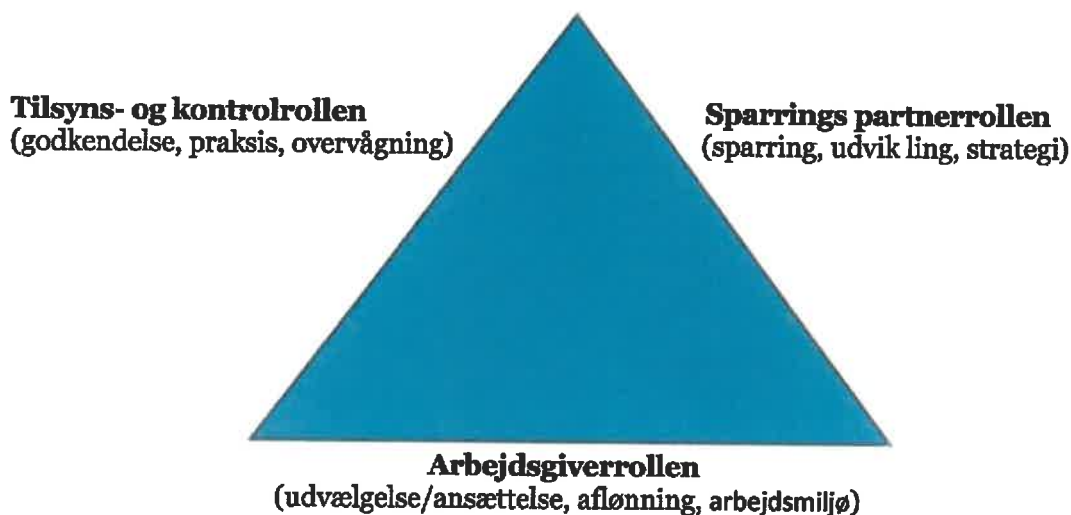 Tilsyns- og kontrolrollen
(godkendelse, praksis, overvågning)
Sparrings partnerrollen
(sparring, udvik ling, strategi)
Arbejdsgiverrollen
(udvælgelse/ansættelse, aflønning, arbejdsmiljø)